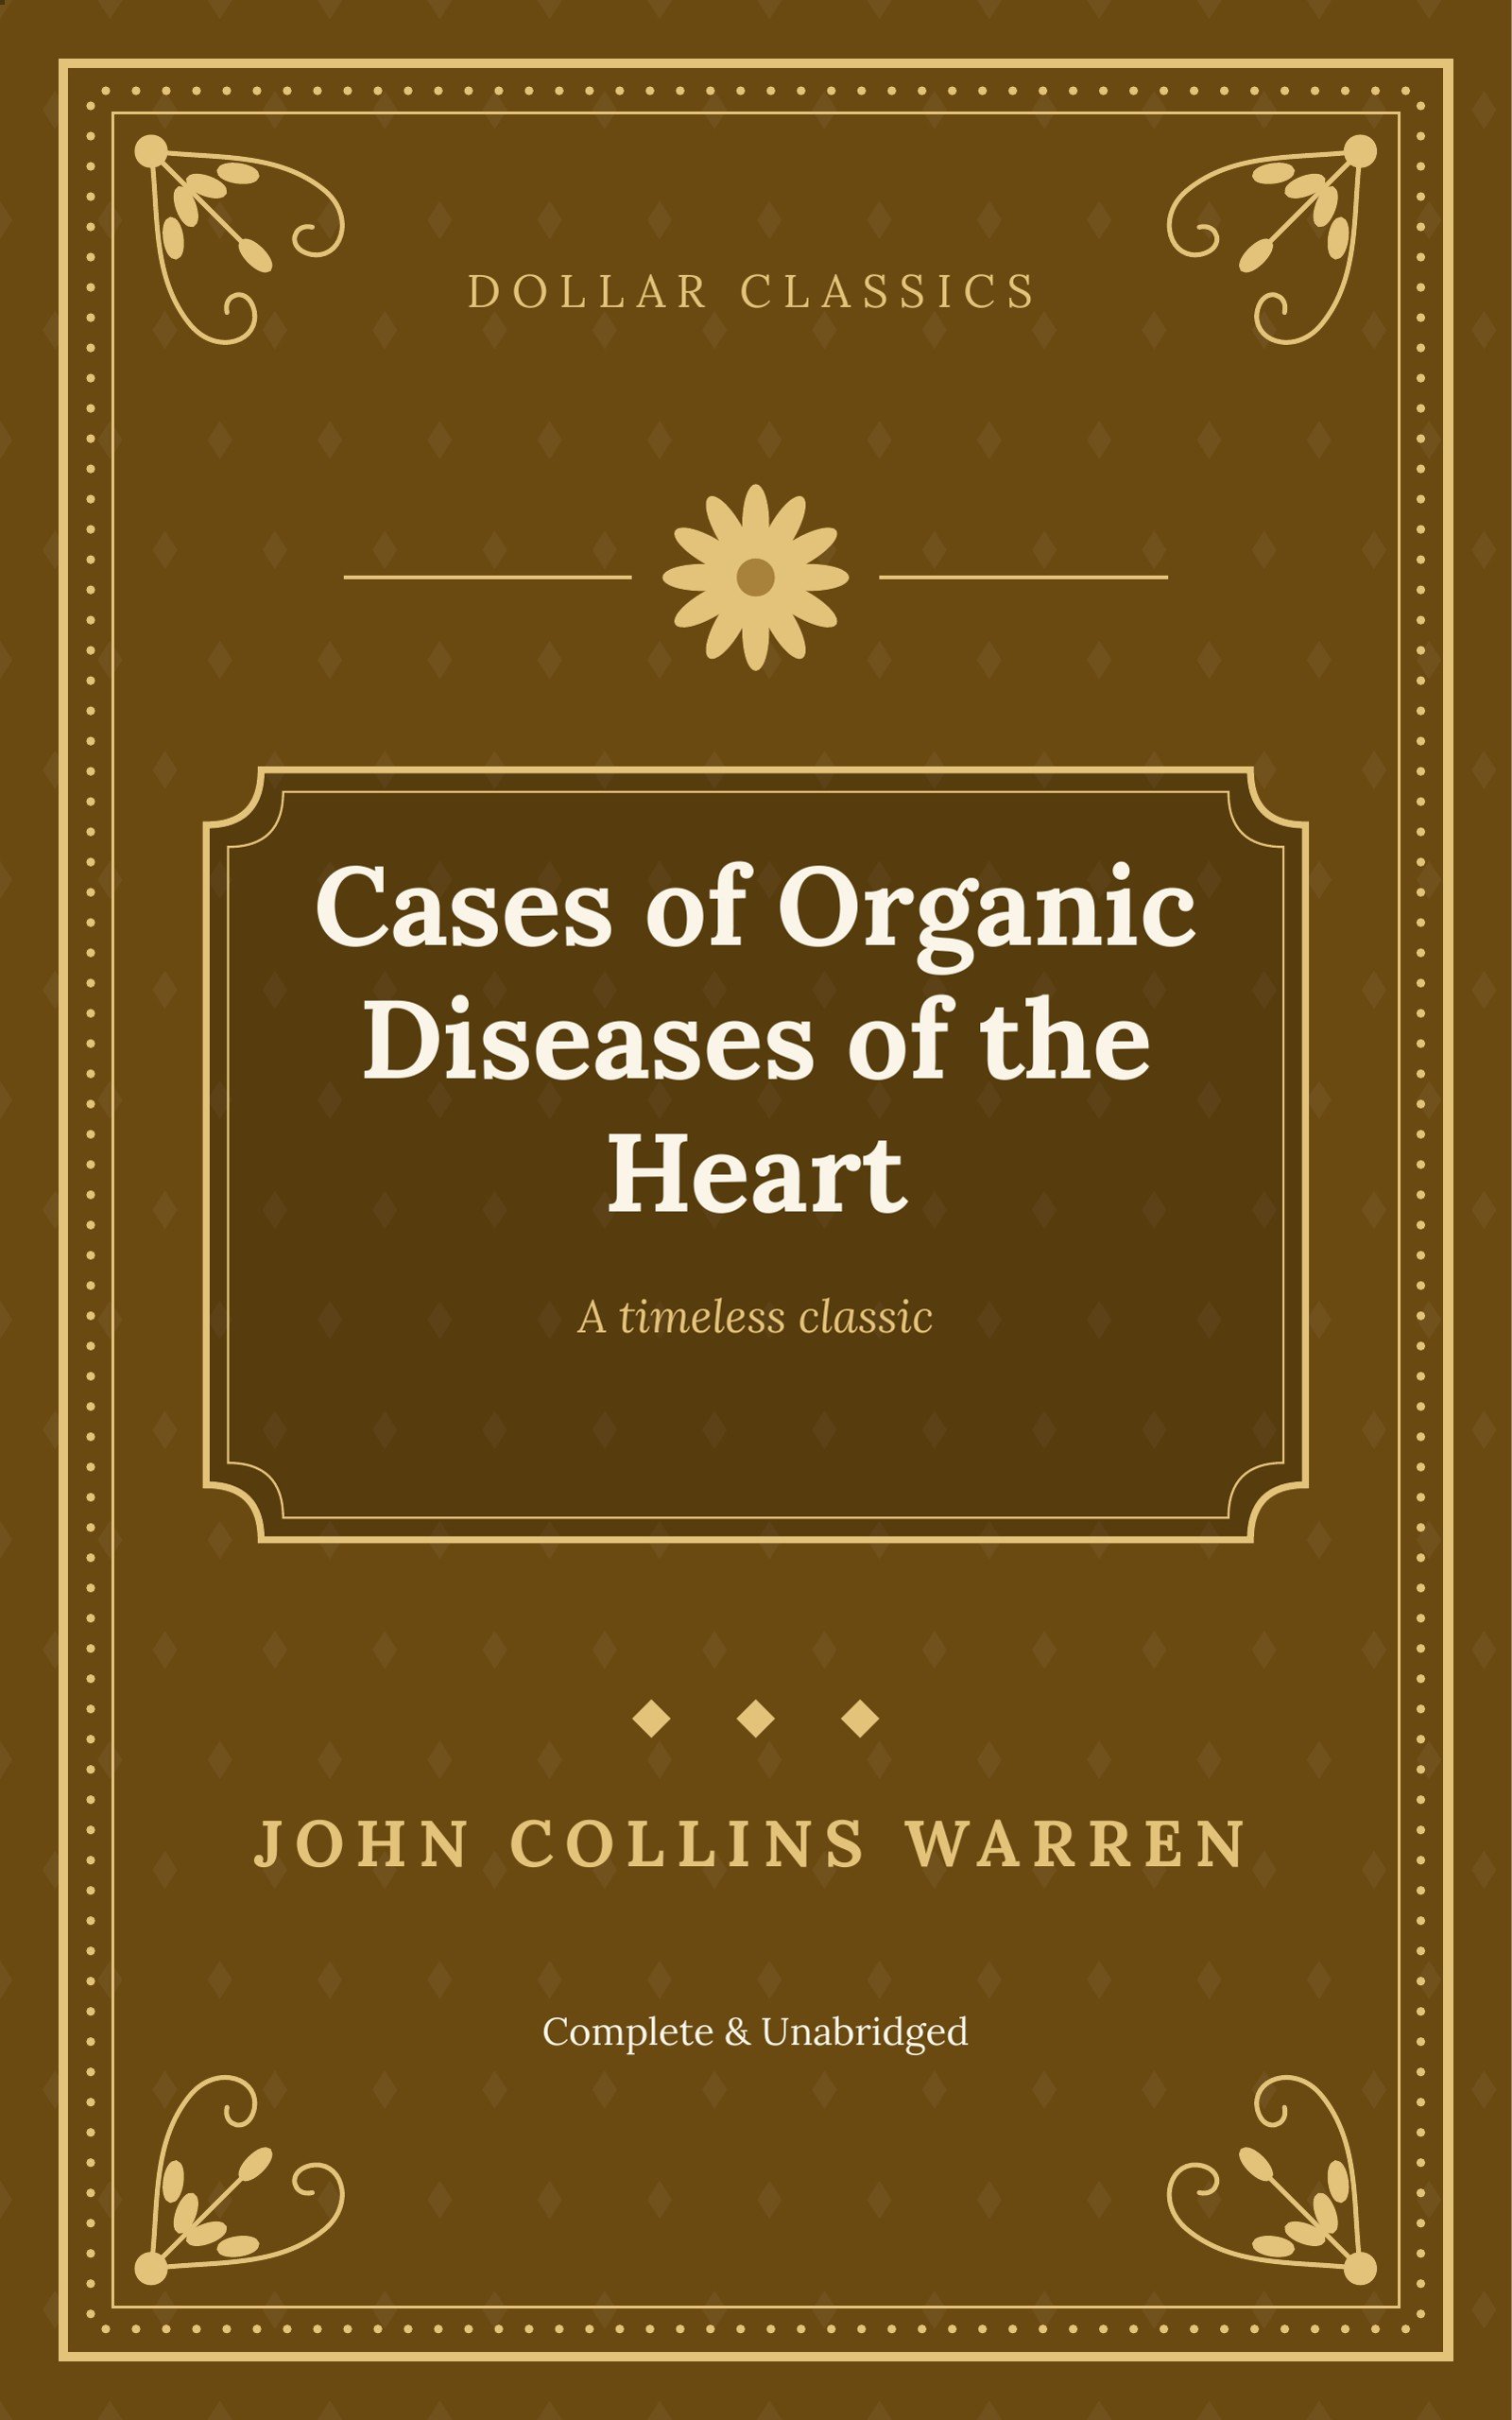 DOLLAR CLASSICS
Cases of Organic
Diseases of the
Heart
A timeless classic
JOHN COLLINS WARREN
Complete & Unabridged